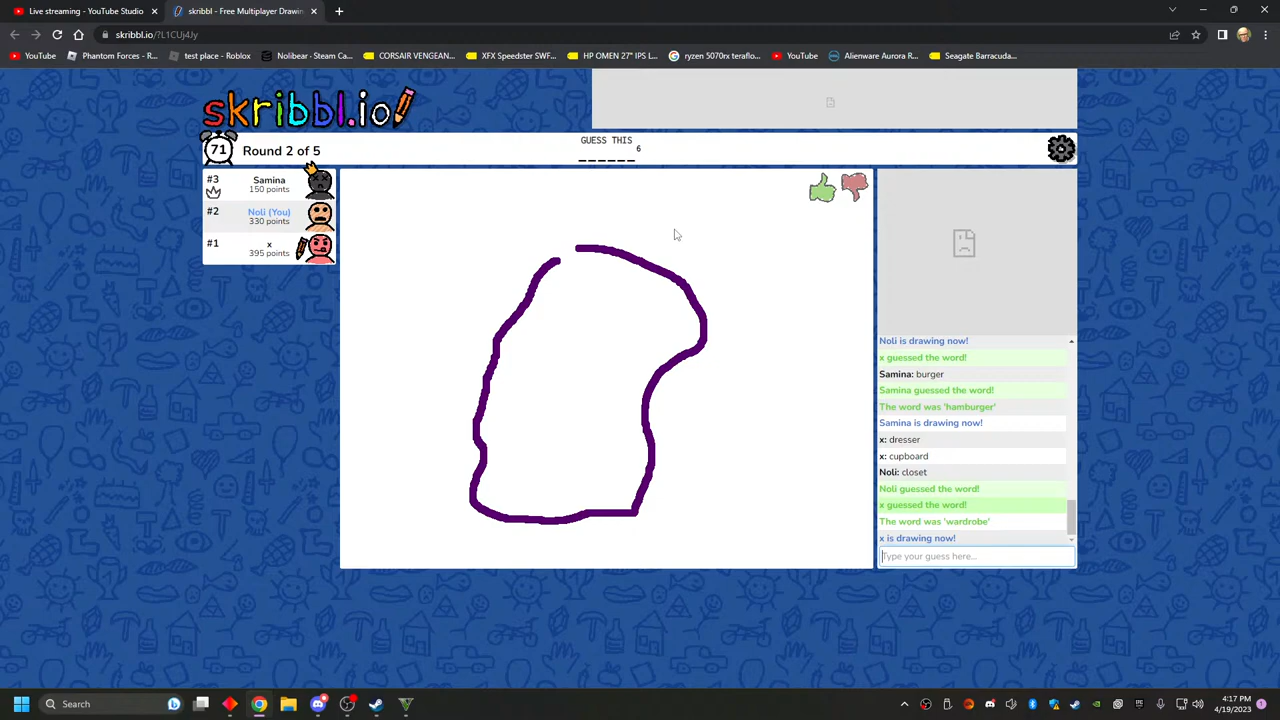 Live streaming - YouTube Studio
skribbl - Free Multiplayer Drawin
skribbl.io/?L1CUj4Jy
YouTube
Phantom Forces - R...
test place - Roblox
Nolibear - Steam Ca...
CORSAIR VENGEAN...
XFX Speedster SWF...
HP OMEN 27" IPS L...
ryzen 5070x teraflo...
YouTube
Alienware Aurora R...
Seagate Barracuda...
skribbl.io
71
Round 2 of 5
GUESS THIS
______ 6
#3 Samina
150 points
#2 Noli (You)
330 points
#1 x
395 points
Noli is drawing now!
x guessed the word!
Samina: burger
Samina guessed the word!
The word was 'hamburger'
Samina is drawing now!
x: dresser
x: cupboard
Noli: closet
Noli guessed the word!
x guessed the word!
The word was 'wardrobe'
x is drawing now!
Type your guess here...
Search
4:17 PM
4/19/2023
1